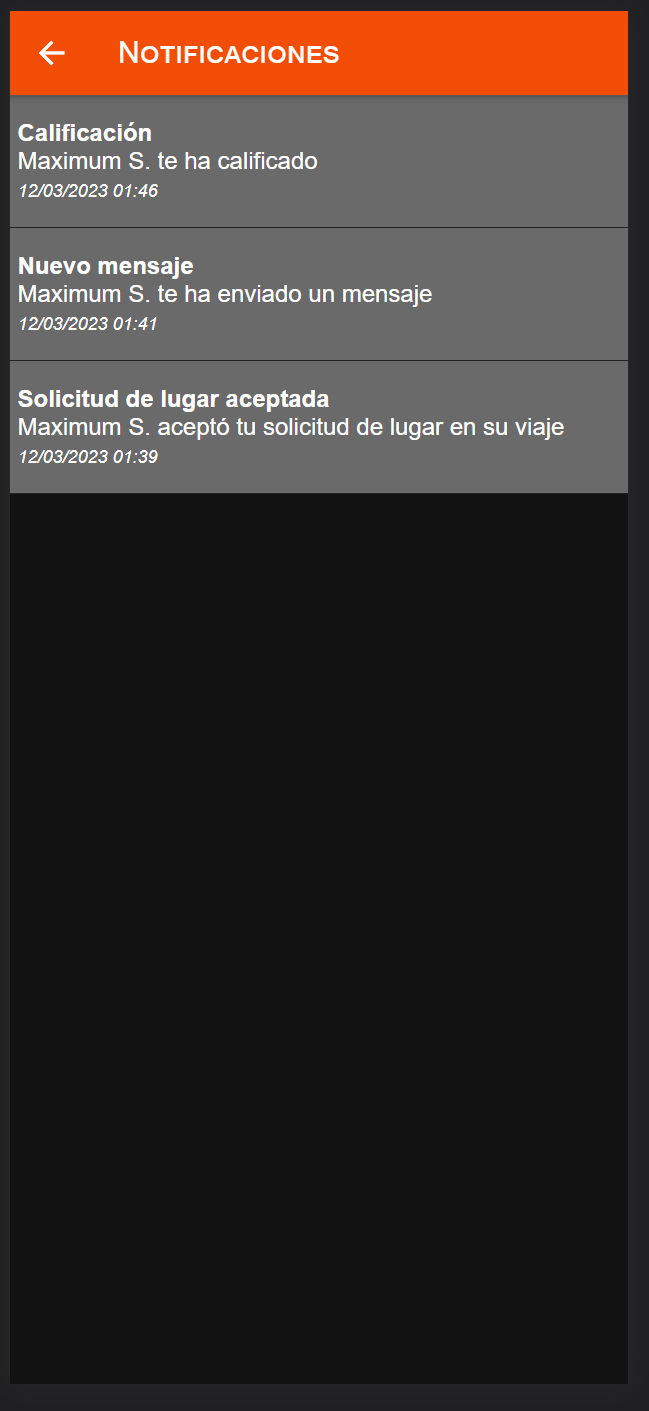 Notificaciones
Calificación
Maximum S. te ha calificado
12/03/2023 01:46
Nuevo mensaje
Maximum S. te ha enviado un mensaje
12/03/2023 01:41
Solicitud de lugar aceptada
Maximum S. aceptó tu solicitud de lugar en su viaje
12/03/2023 01:39